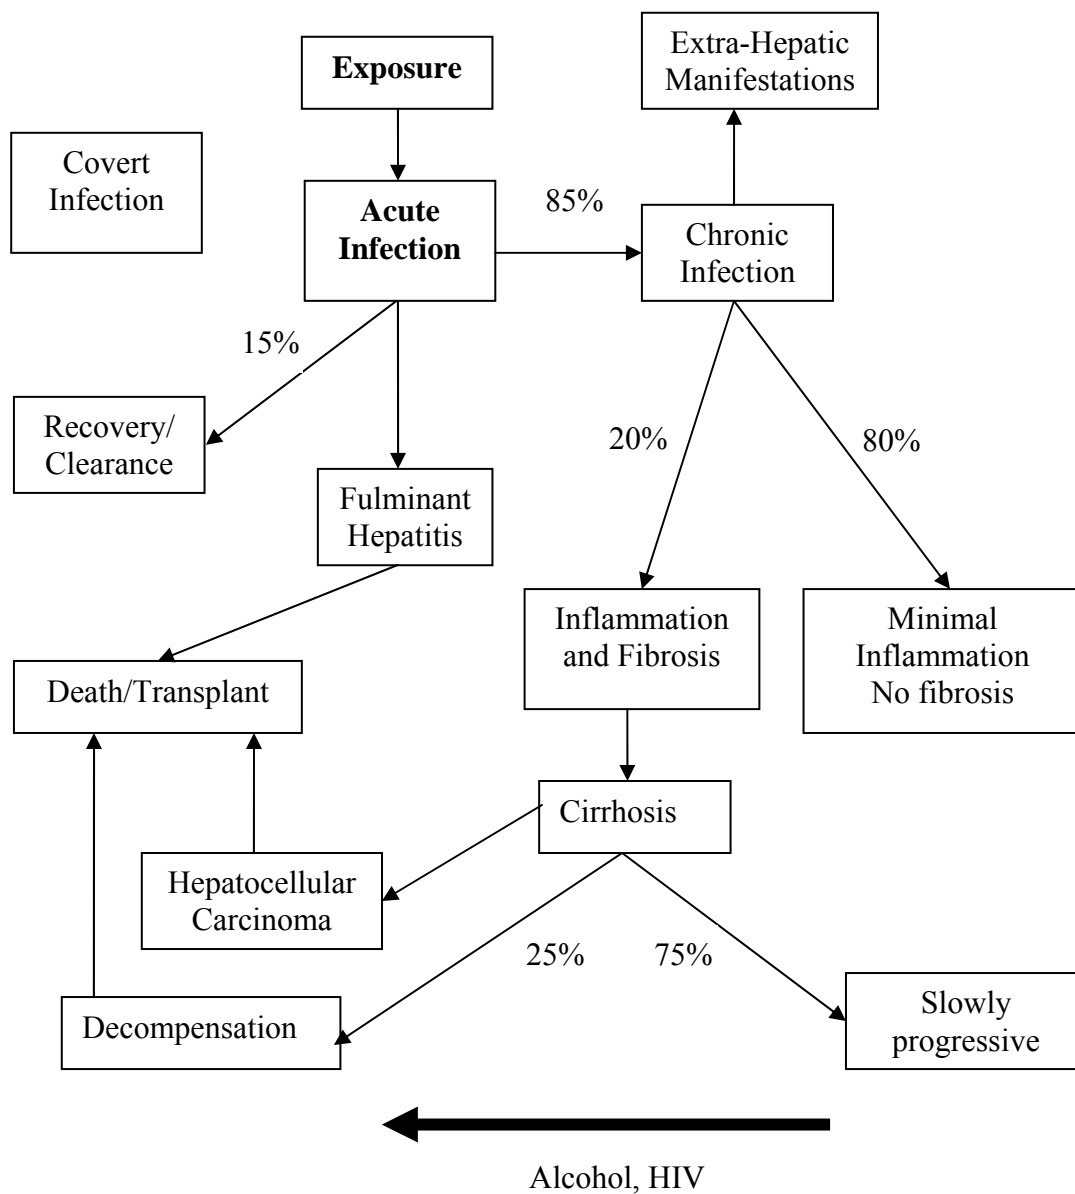 Exposure
Extra-Hepatic
Manifestations
Covert
Infection
Acute
Infection
85%
Chronic
Infection
15%
Recovery/
Clearance
20%
80%
Fulminant
Hepatitis
Inflammation
and Fibrosis
Minimal
Inflammation
No fibrosis
Death/Transplant
Cirrhosis
Hepatocellular
Carcinoma
25%
75%
Decompensation
Slowly
progressive
Alcohol, HIV